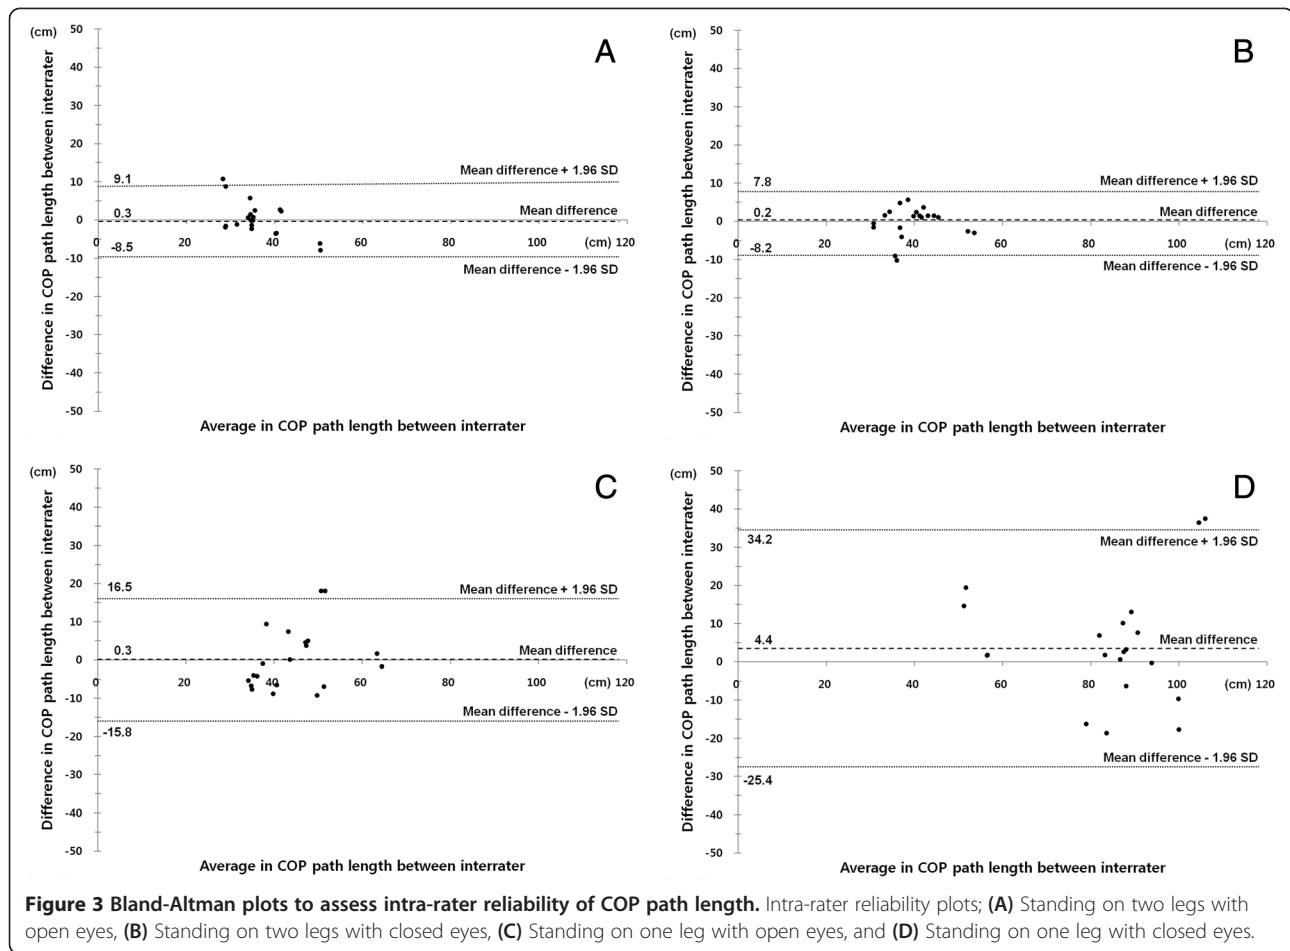 (cm)
50
40
30
20
10
0
-10
-20
-30
-40
-50
A
Difference in COP path length between interrater
9.1
Mean difference + 1.96 SD
0.3
Mean difference
0 20 40 60 80 100 (cm) 120
-8.5
Mean difference - 1.96 SD
Average in COP path length between interrater
(cm)
50
40
30
20
10
0
-10
-20
-30
-40
-50
B
Difference in COP path length between interrater
7.8
Mean difference + 1.96 SD
0.2
Mean difference
0 20 40 60 80 100 (cm) 120
-8.2
Mean difference - 1.96 SD
Average in COP path length between interrater
(cm)
50
40
30
20
10
0
-10
-20
-30
-40
-50
C
Difference in COP path length between interrater
16.5
Mean difference + 1.96 SD
0.3
Mean difference
0 20 40 60 80 100 (cm) 120
Mean difference - 1.96 SD
-15.8
Average in COP path length between interrater
(cm)
50
40
30
20
10
0
-10
-20
-30
-40
-50
D
Difference in COP path length between interrater
34.2
Mean difference + 1.96 SD
4.4
Mean difference
0 20 40 60 80 100 (cm) 120
Mean difference - 1.96 SD
-25.4
Average in COP path length between interrater
Figure 3 Bland-Altman plots to assess intra-rater reliability of COP path length. Intra-rater reliability plots; (A) Standing on two legs with
open eyes, (B) Standing on two legs with closed eyes, (C) Standing on one leg with open eyes, and (D) Standing on one leg with closed eyes.